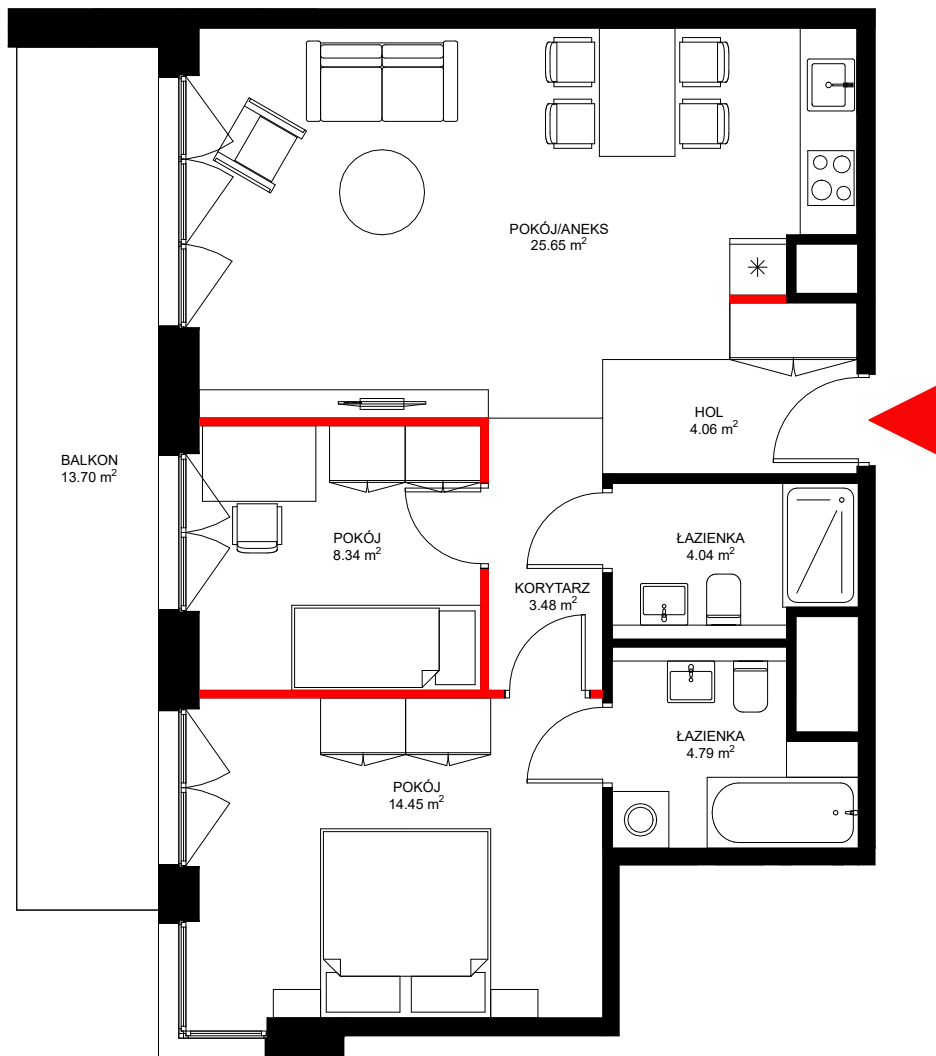 POKÓJ/ANEKS
25.65 m²
HOL
4.06 m²
BALKON
13.70 m²
POKÓJ
8.34 m²
ŁAZIENKA
4.04 m²
KORYTARZ
3.48 m²
ŁAZIENKA
4.79 m²
POKÓJ
14.45 m²